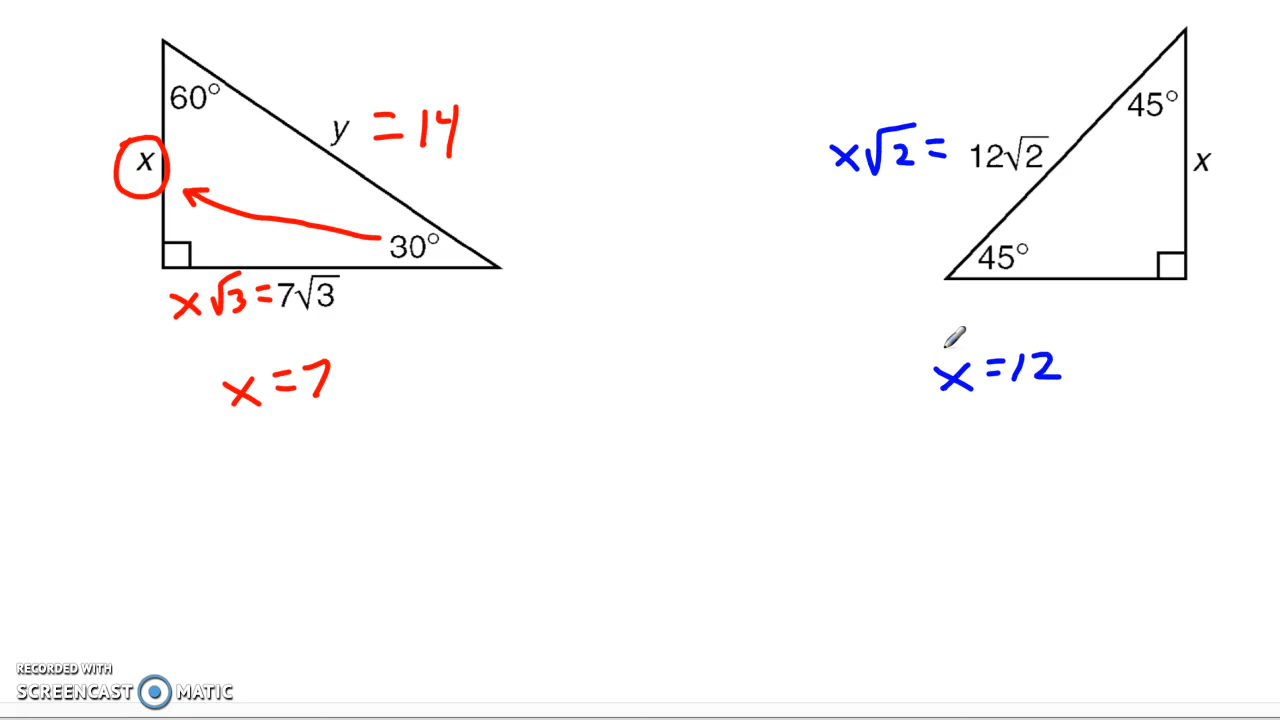 60°
y = 14
x
30°
x√3 = 7√3
x = 7
45°
x√2 = 12√2
x
45°
x = 12
RECORDED WITH
SCREENCAST MATIC